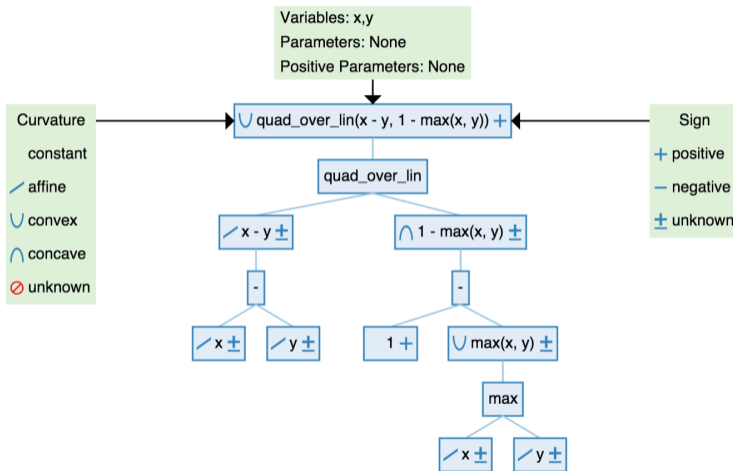 Variables: x,y
Parameters: None
Positive Parameters: None
Curvature
constant
affine
convex
concave
unknown
quad_over_lin(x - y, 1 - max(x, y)) +
Sign
+ positive
− negative
± unknown
quad_over_lin
x - y ±
1 - max(x, y) ±
-
-
x ±
y ±
1 +
max(x, y) ±
max
x ±
y ±